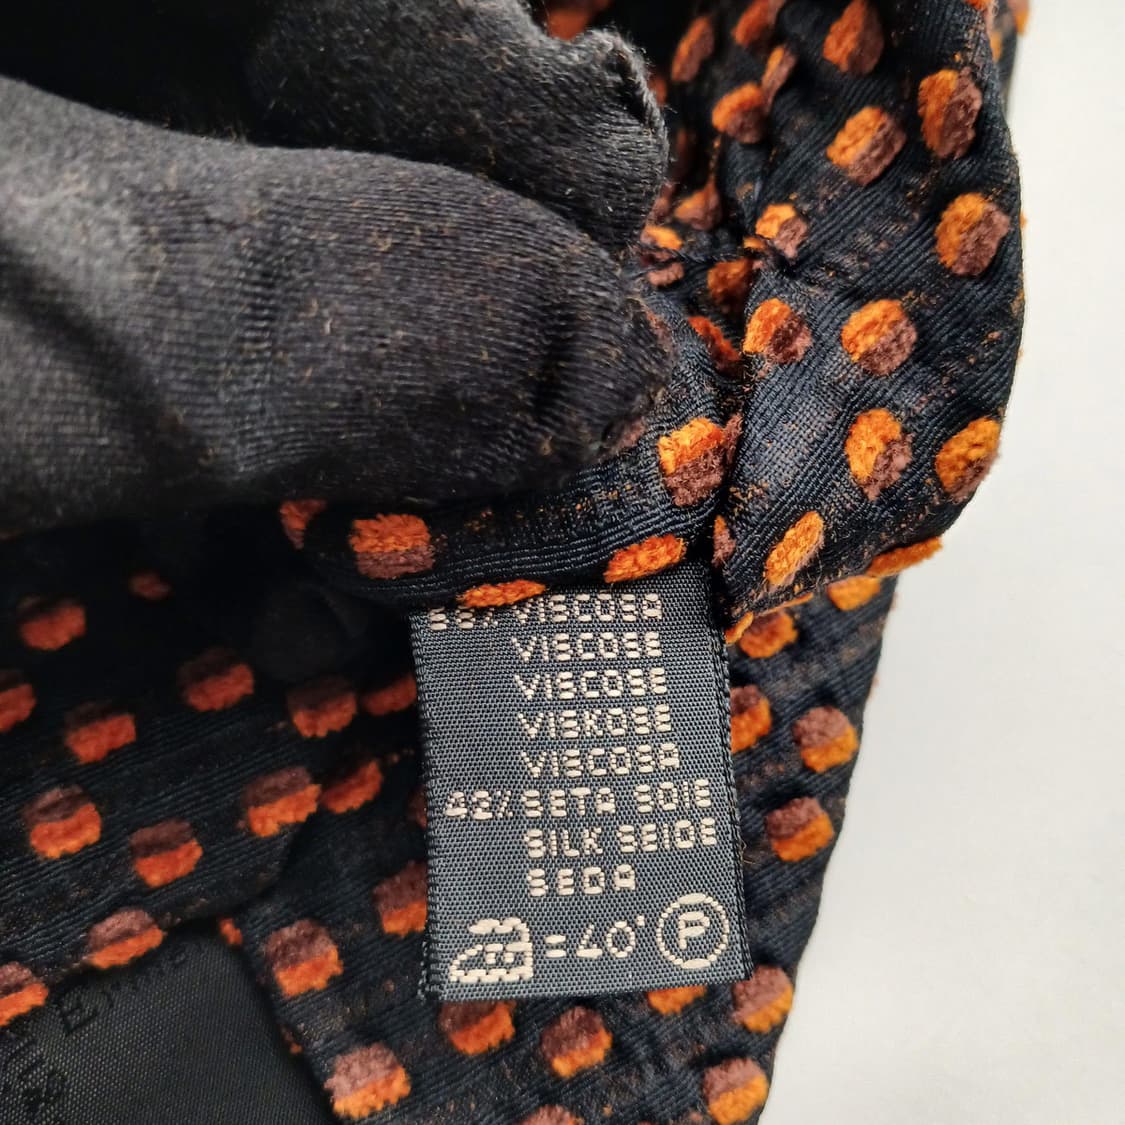 58% VISCOSA
VISCOSE
VISCOSE
VISKOSE
VISCOSA
42% SETA SOIE
SILK SEIDE
SEDA
=40' P